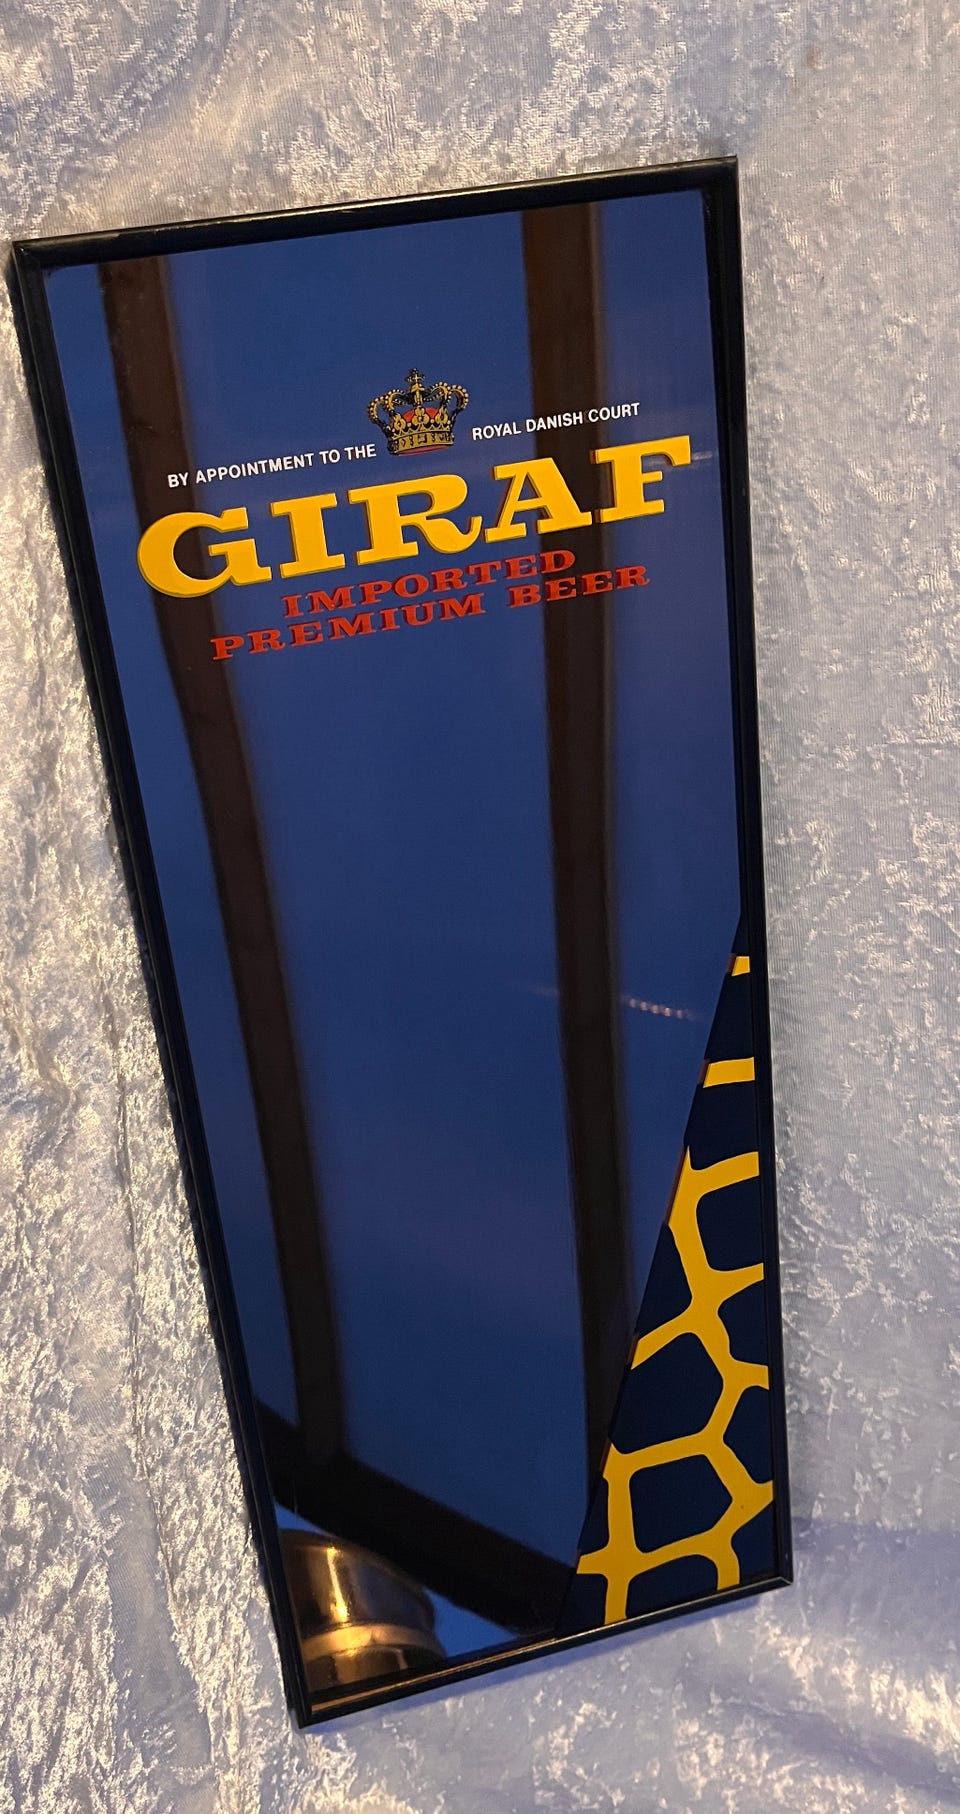 BY APPOINTMENT TO THE ROYAL DANISH COURT
GIRAF
IMPORTED
PREMIUM BEER